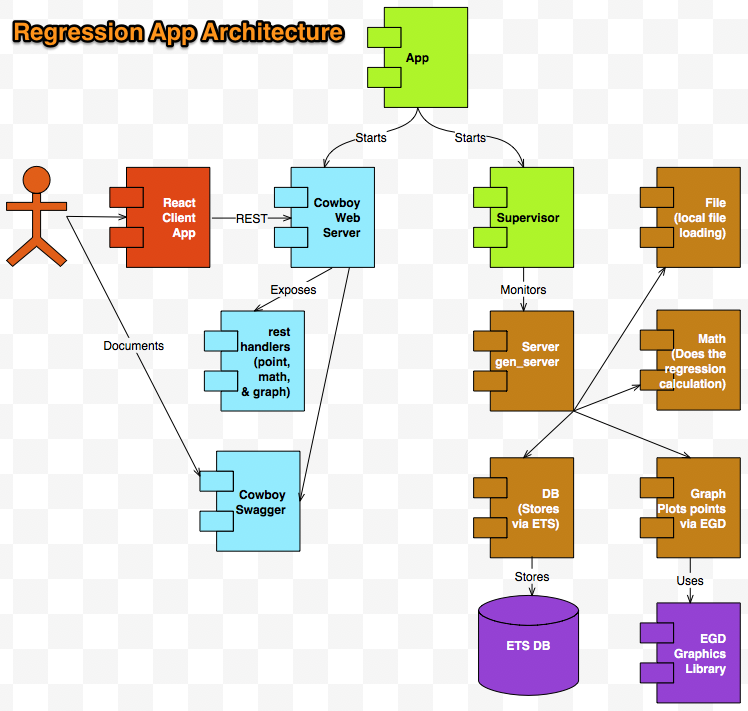 Regression App Architecture
App
Starts
Starts
React
Client
App
REST
Cowboy
Web
Server
Supervisor
File
(local file
loading)
Exposes
Monitors
Documents
rest
handlers
(point,
math,
& graph)
Server
gen_server
Math
(Does the
regression
calculation)
Cowboy
Swagger
DB
(Stores
via ETS)
Graph
Plots points
via EGD
Stores
Uses
ETS DB
EGD
Graphics
Library